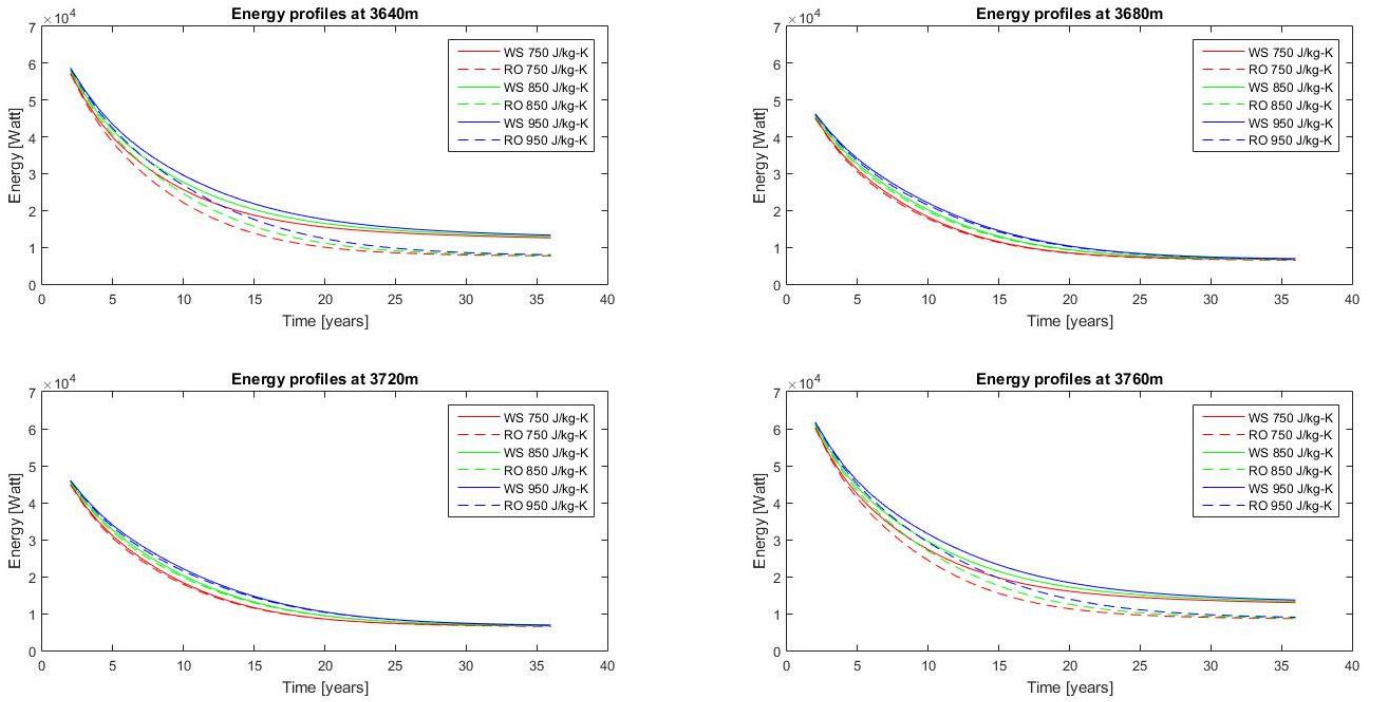 Energy profiles at 3640m
×10⁴
7
6
5
4
3
2
1
0
Energy [Watt]
0 5 10 15 20 25 30 35 40
Time [years]
WS 750 J/kg-K
RO 750 J/kg-K
WS 850 J/kg-K
RO 850 J/kg-K
WS 950 J/kg-K
RO 950 J/kg-K
Energy profiles at 3680m
×10⁴
7
6
5
4
3
2
1
0
Energy [Watt]
0 5 10 15 20 25 30 35 40
Time [years]
WS 750 J/kg-K
RO 750 J/kg-K
WS 850 J/kg-K
RO 850 J/kg-K
WS 950 J/kg-K
RO 950 J/kg-K
Energy profiles at 3720m
×10⁴
7
6
5
4
3
2
1
0
Energy [Watt]
0 5 10 15 20 25 30 35 40
Time [years]
WS 750 J/kg-K
RO 750 J/kg-K
WS 850 J/kg-K
RO 850 J/kg-K
WS 950 J/kg-K
RO 950 J/kg-K
Energy profiles at 3760m
×10⁴
7
6
5
4
3
2
1
0
Energy [Watt]
0 5 10 15 20 25 30 35 40
Time [years]
WS 750 J/kg-K
RO 750 J/kg-K
WS 850 J/kg-K
RO 850 J/kg-K
WS 950 J/kg-K
RO 950 J/kg-K